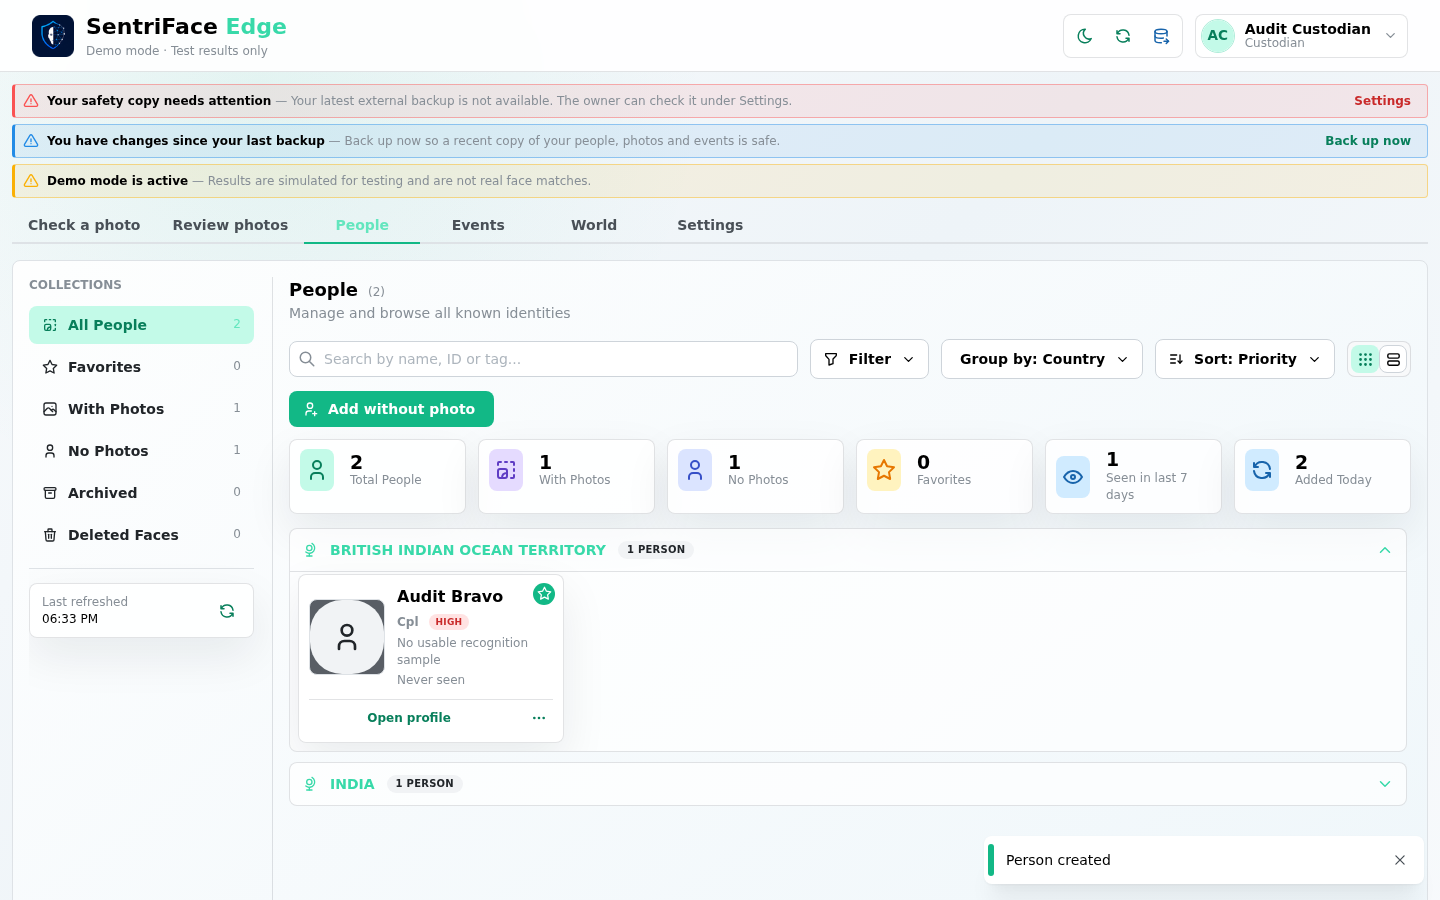 SentriFace Edge
Demo mode · Test results only
AC
Audit Custodian
Custodian
Your safety copy needs attention — Your latest external backup is not available. The owner can check it under Settings.
Settings
You have changes since your last backup — Back up now so a recent copy of your people, photos and events is safe.
Back up now
Demo mode is active — Results are simulated for testing and are not real face matches.
Check a photo
Review photos
People
Events
World
Settings
COLLECTIONS
All People 2
Favorites 0
With Photos 1
No Photos 1
Archived 0
Deleted Faces 0
Last refreshed
06:33 PM
People (2)
Manage and browse all known identities
Search by name, ID or tag...
Filter
Group by: Country
Sort: Priority
Add without photo
2
Total People
1
With Photos
1
No Photos
0
Favorites
1
Seen in last 7
days
2
Added Today
BRITISH INDIAN OCEAN TERRITORY 1 PERSON
Audit Bravo
Cpl HIGH
No usable recognition
sample
Never seen
Open profile
INDIA 1 PERSON
Person created